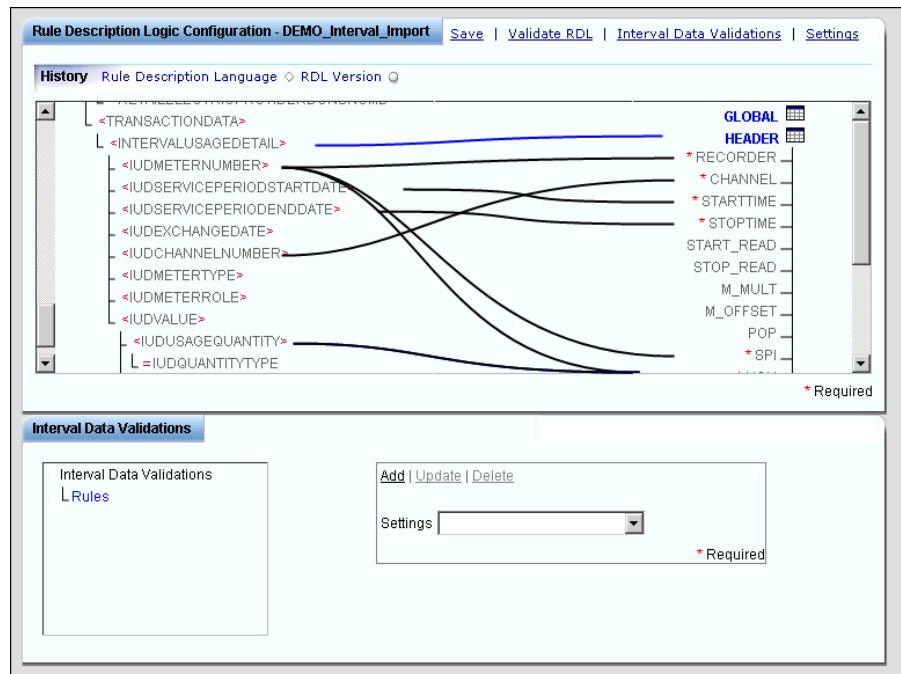 Rule Description Logic Configuration - DEMO_Interval_Import Save | Validate RDL | Interval Data Validations | Settings
History Rule Description Language RDL Version
<TRANSACTIONDATA>
<INTERVALUSAGEDETAIL>
<IUDMETERNUMBER>
<IUDSERVICEPERIODSTARTDATE
<IUDSERVICEPERIODENDDATE>
<IUDEXCHANGEDATE>
<IUDCHANNELNUMBER>
<IUDMETERTYPE>
<IUDMETERROLE>
<IUDVALUE>
<IUDUSAGEQUANTITY>
=IUDQUANTITYTYPE
GLOBAL
HEADER
* RECORDER
* CHANNEL
* STARTTIME
* STOPTIME
START_READ
STOP_READ
M_MULT
M_OFFSET
POP
* SPI
* Required
Interval Data Validations
Interval Data Validations
Rules
Add | Update | Delete
Settings
* Required